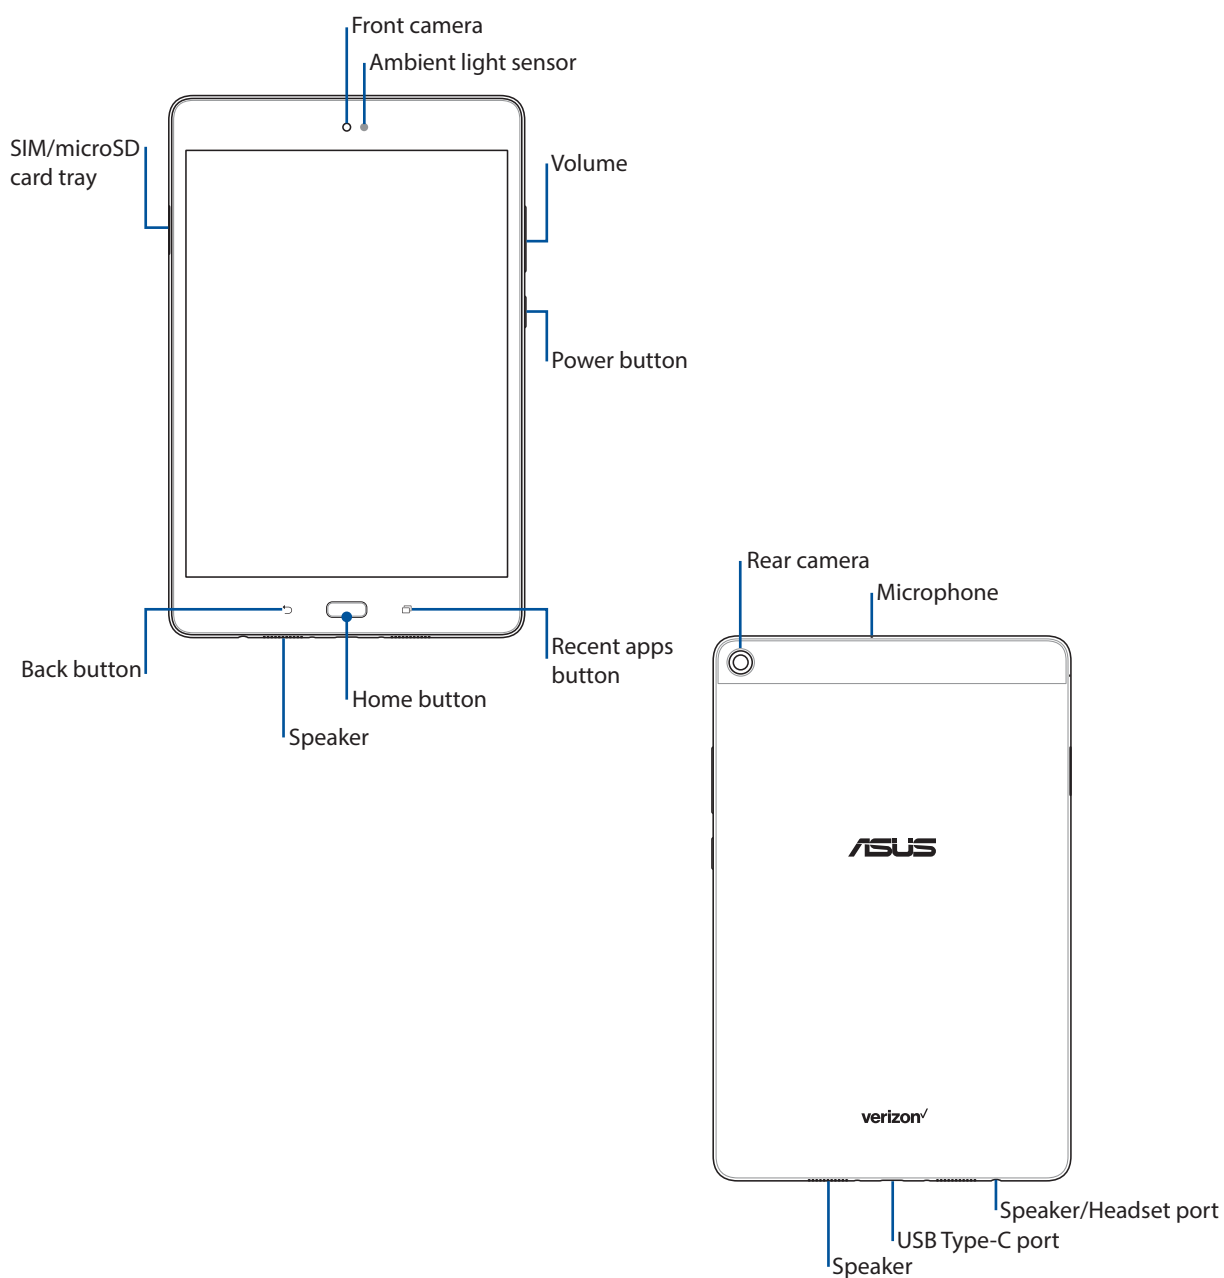 Front camera
Ambient light sensor
SIM/microSD
card tray
Volume
Power button
Back button
Recent apps
button
Home button
Speaker
Rear camera
Microphone
ASUS
verizon✓
Speaker/Headset port
USB Type-C port
Speaker